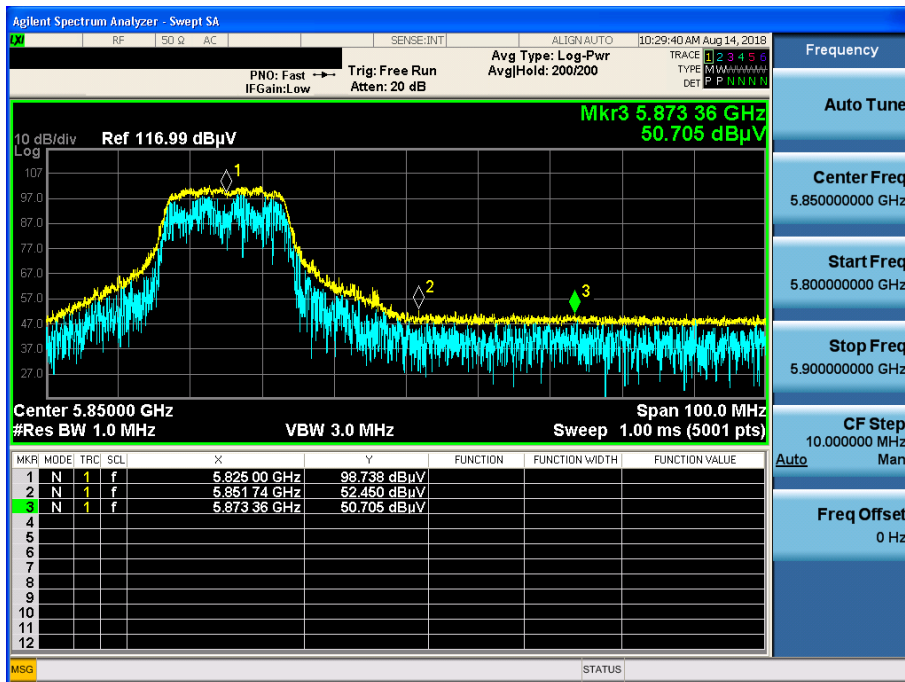 Agilent Spectrum Analyzer - Swept SA
LXI RF 50 Ω AC SENSE:INT ALIGN AUTO 10:29:40 AM Aug 14, 2018
PNO: Fast Trig: Free Run Avg Type: Log-Pwr TRACE 1 2 3 4 5 6
IFGain:Low Atten: 20 dB Avg|Hold: 200/200 TYPE M W W W W W
DET P P N N N N
Mkr3 5.873 36 GHz
50.705 dBµV
10 dB/div Ref 116.99 dBµV
Log
107
97.0
87.0
77.0
67.0
57.0
47.0
37.0
27.0
1
2
3
Center 5.85000 GHz Span 100.0 MHz
#Res BW 1.0 MHz VBW 3.0 MHz Sweep 1.00 ms (5001 pts)
MKR MODE TRC SCL X Y FUNCTION FUNCTION WIDTH FUNCTION VALUE
1 N 1 f 5.825 00 GHz 98.738 dBµV
2 N 1 f 5.851 74 GHz 52.450 dBµV
3 N 1 f 5.873 36 GHz 50.705 dBµV
4
5
6
7
8
9
10
11
12
MSG STATUS
Frequency
Auto Tune
Center Freq
5.850000000 GHz
Start Freq
5.800000000 GHz
Stop Freq
5.900000000 GHz
CF Step
10.000000 MHz
Auto Man
Freq Offset
0 Hz